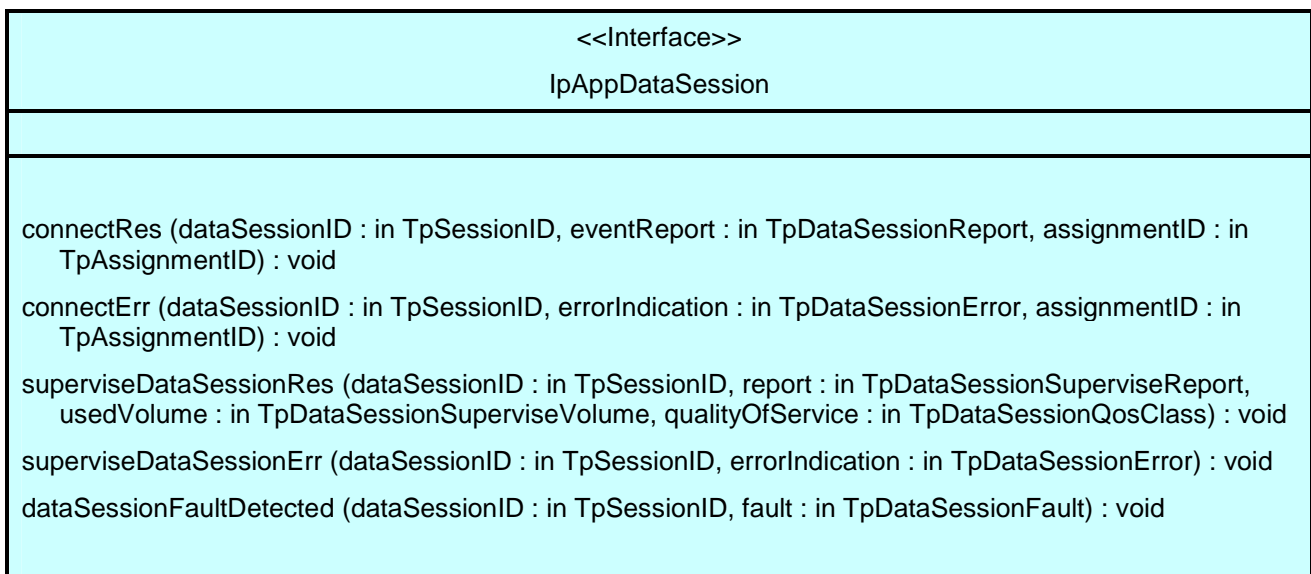 <<Interface>>
IpAppDataSession
connectRes (dataSessionID : in TpSessionID, eventReport : in TpDataSessionReport, assignmentID : in
TpAssignmentID) : void
connectErr (dataSessionID : in TpSessionID, errorIndication : in TpDataSessionError, assignmentID : in
TpAssignmentID) : void
superviseDataSessionRes (dataSessionID : in TpSessionID, report : in TpDataSessionSuperviseReport,
usedVolume : in TpDataSessionSuperviseVolume, qualityOfService : in TpDataSessionQosClass) : void
superviseDataSessionErr (dataSessionID : in TpSessionID, errorIndication : in TpDataSessionError) : void
dataSessionFaultDetected (dataSessionID : in TpSessionID, fault : in TpDataSessionFault) : void